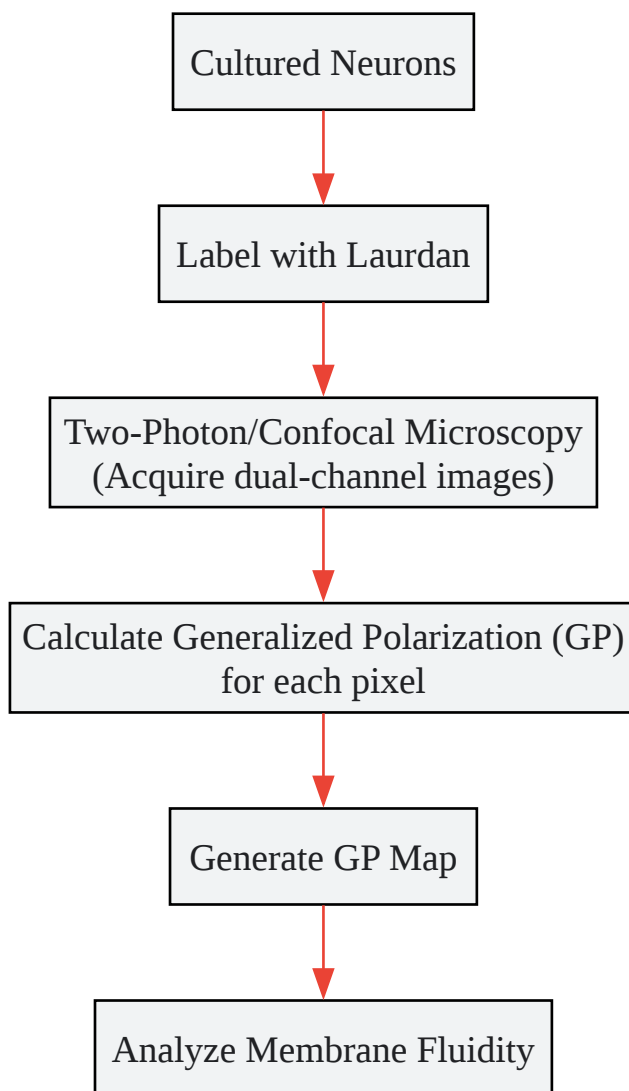 Cultured Neurons
Label with Laurdan
Two-Photon/Confocal Microscopy
(Acquire dual-channel images)
Calculate Generalized Polarization (GP)
for each pixel
Generate GP Map
Analyze Membrane Fluidity